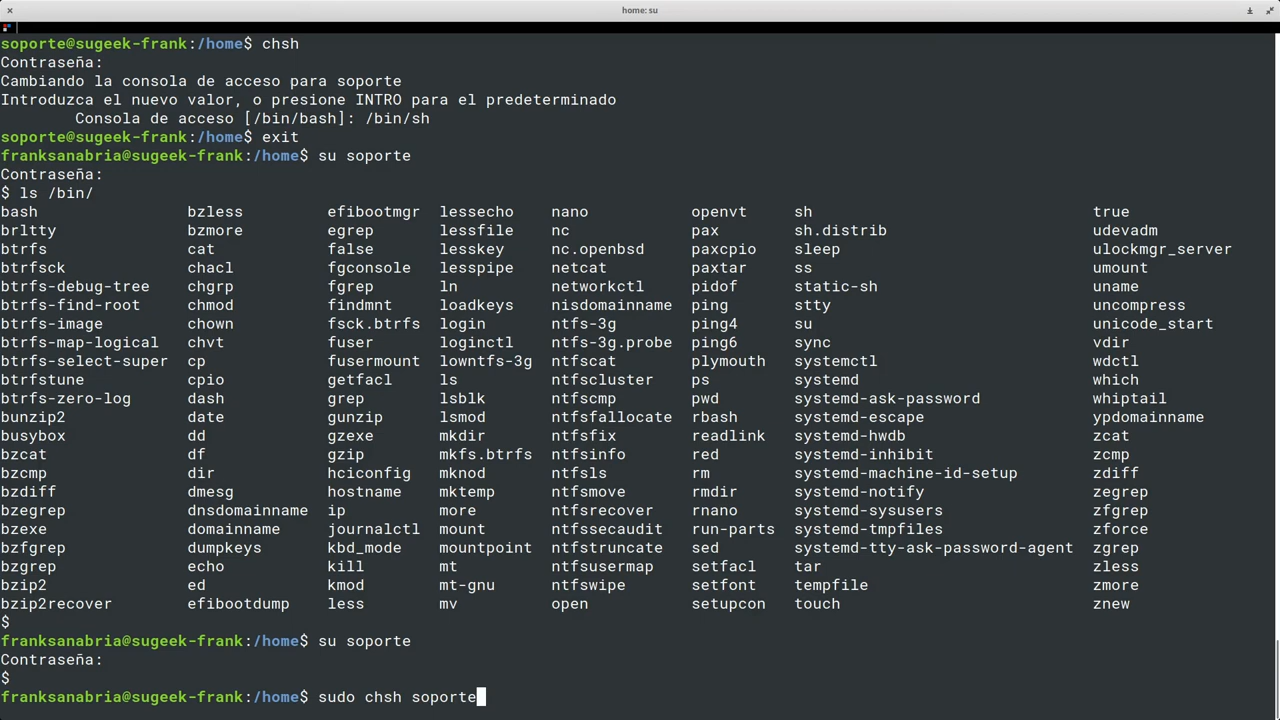 home: su
soporte@sugeek-frank:/home$ chsh
Contraseña:
Cambiando la consola de acceso para soporte
Introduzca el nuevo valor, o presione INTRO para el predeterminado
        Consola de acceso [/bin/bash]: /bin/sh
soporte@sugeek-frank:/home$ exit
franksanabria@sugeek-frank:/home$ su soporte
Contraseña:
$ ls /bin/
bash bzless efibootmgr lessecho nano openvt sh true
brltty bzmore egrep lessfile nc pax sh.distrib udevadm
btrfs cat false lesskey nc.openbsd paxcpio sleep ulockmgr_server
btrfsck chacl fgconsole lesspipe netcat paxtar ss umount
btrfs-debug-tree chgrp fgrep ln networkctl pidof static-sh uname
btrfs-find-root chmod findmnt loadkeys nisdomainname ping stty uncompress
btrfs-image chown fsck.btrfs login ntfs-3g ping4 su unicode_start
btrfs-map-logical chvt fuser loginctl ntfs-3g.probe ping6 sync vdir
btrfs-select-super cp fusermount lowntfs-3g ntfscat plymouth systemctl wdctl
btrfstune cpio getfacl ls ntfscluster ps systemd which
btrfs-zero-log dash grep lsblk ntfscmp pwd systemd-ask-password whiptail
bunzip2 date gunzip lsmod ntfsfallocate rbash systemd-escape ypdomainname
busybox dd gzexe mkdir ntfsfix readlink systemd-hwdb zcat
bzcat df gzip mkfs.btrfs ntfsinfo red systemd-inhibit zcmp
bzcmp dir hciconfig mknod ntfsls rm systemd-machine-id-setup zdiff
bzdiff dmesg hostname mktemp ntfsmove rmdir systemd-notify zegrep
bzegrep dnsdomainname ip more ntfsrecover rnano systemd-sysusers zfgrep
bzexe domainname journalctl mount ntfssecaudit run-parts systemd-tmpfiles zforce
bzfgrep dumpkeys kbd_mode mountpoint ntfstruncate sed systemd-tty-ask-password-agent zgrep
bzgrep echo kill mt ntfsusermap setfacl tar zless
bzip2 ed kmod mt-gnu ntfswipe setfont tempfile zmore
bzip2recover efibootdump less mv open setupcon touch znew
$
franksanabria@sugeek-frank:/home$ su soporte
Contraseña:
$
franksanabria@sugeek-frank:/home$ sudo chsh soporte